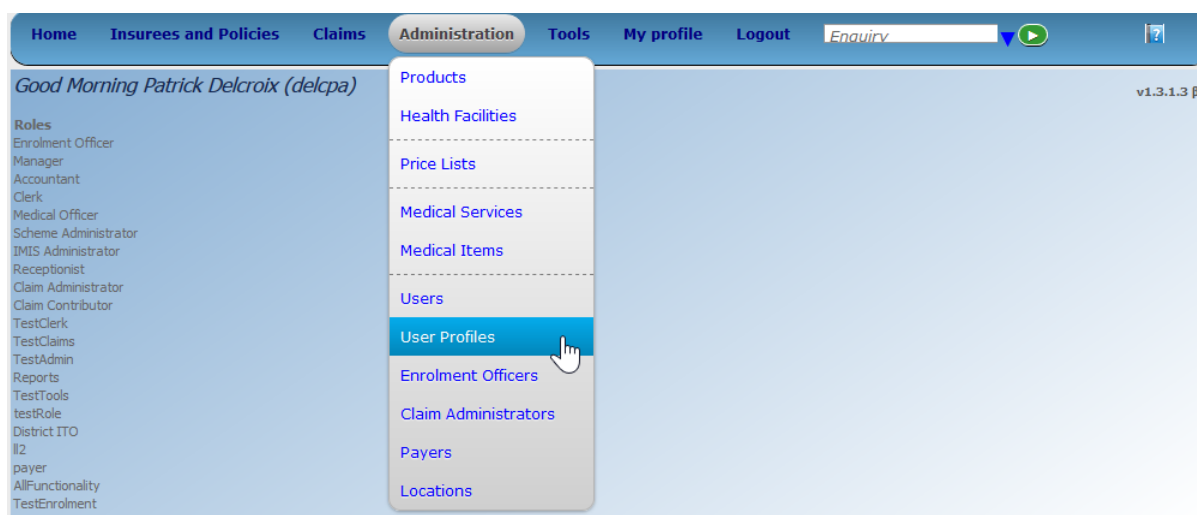 Home Insurees and Policies Claims Administration Tools My profile Logout Enquiry ?
Good Morning Patrick Delcroix (delcpa)
v1.3.1.3 β
Roles
Enrolment Officer
Manager
Accountant
Clerk
Medical Officer
Scheme Administrator
IMIS Administrator
Receptionist
Claim Administrator
Claim Contributor
TestClerk
TestClaims
TestAdmin
Reports
TestTools
testRole
District ITO
ll2
payer
AllFunctionality
TestEnrolment
Products
Health Facilities
Price Lists
Medical Services
Medical Items
Users
User Profiles
Enrolment Officers
Claim Administrators
Payers
Locations